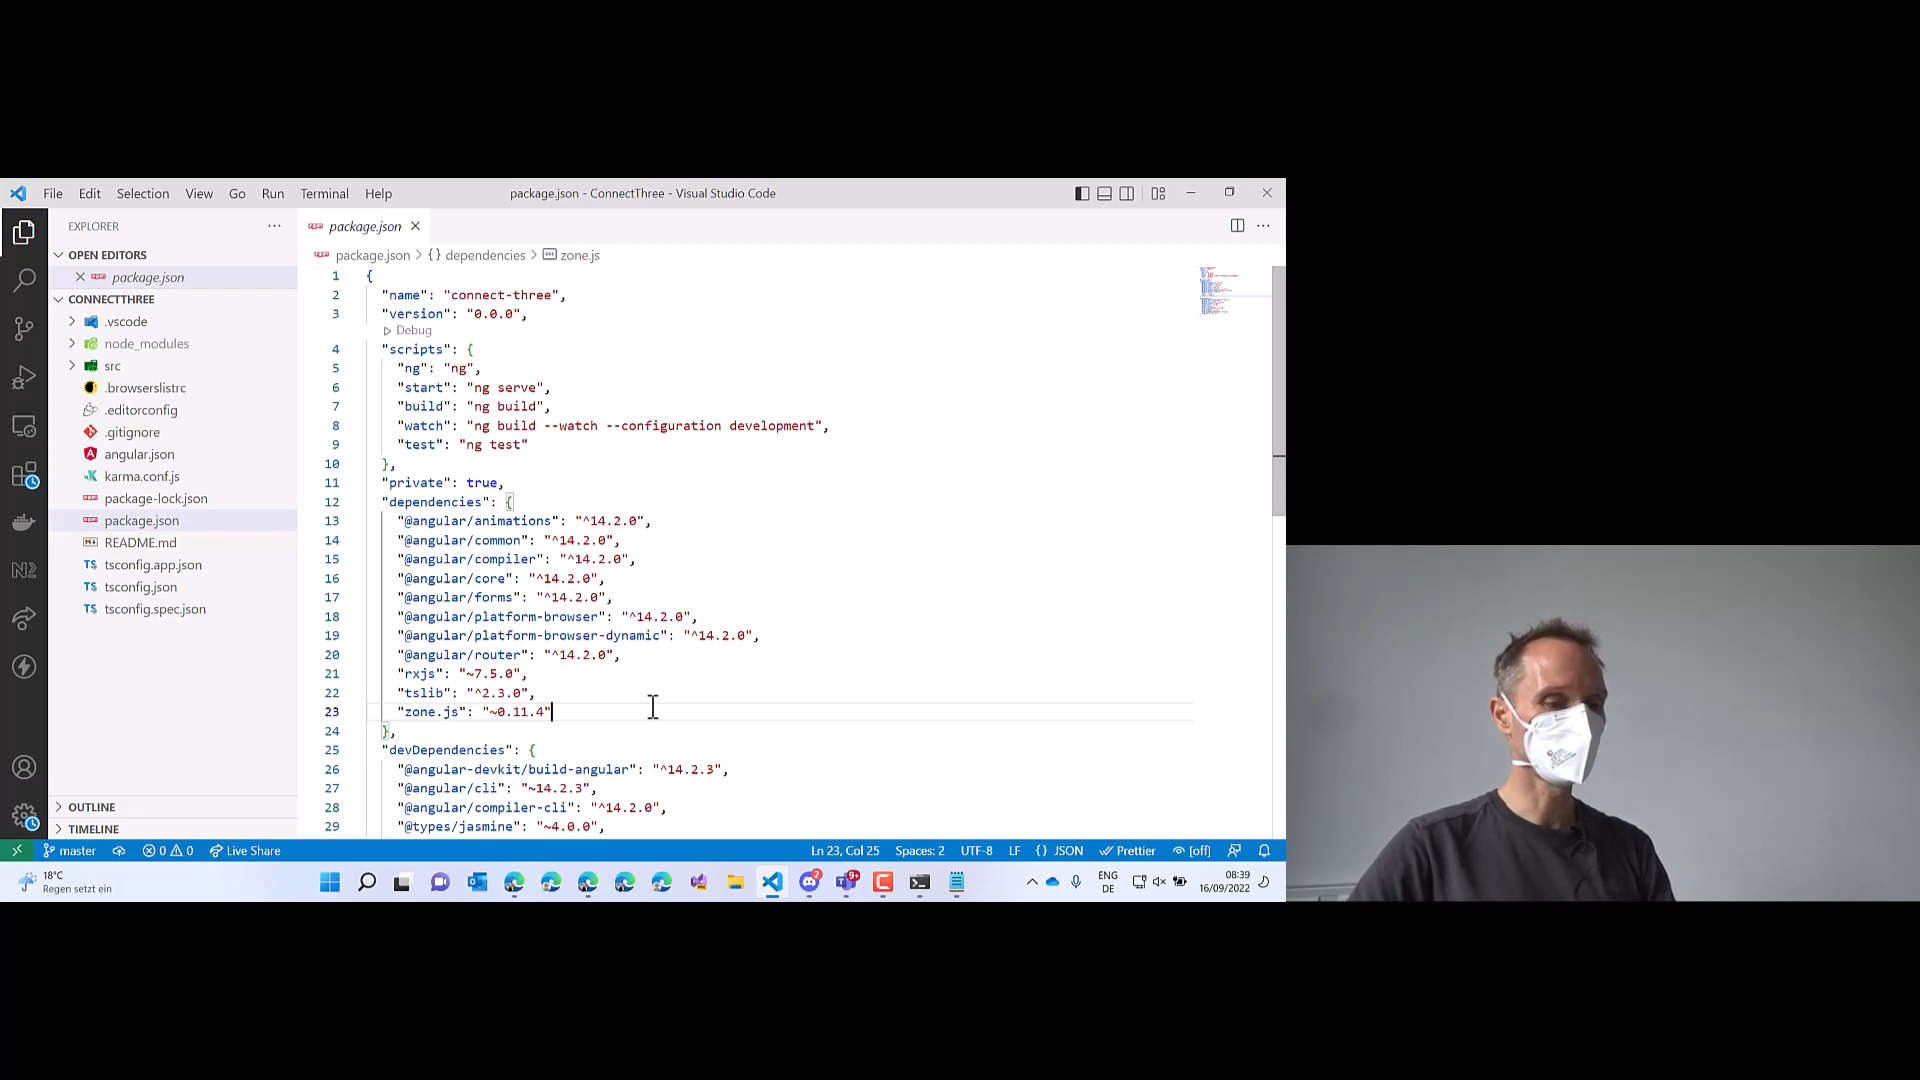 File Edit Selection View Go Run Terminal Help
package.json - ConnectThree - Visual Studio Code
EXPLORER
OPEN EDITORS
package.json
CONNECTTHREE
.vscode
node_modules
src
.browserslistrc
.editorconfig
.gitignore
angular.json
karma.conf.js
package-lock.json
package.json
README.md
tsconfig.app.json
tsconfig.json
tsconfig.spec.json
OUTLINE
TIMELINE
package.json
package.json > {} dependencies > zone.js
1 {
2 "name": "connect-three",
3 "version": "0.0.0",
Debug
4 "scripts": {
5 "ng": "ng",
6 "start": "ng serve",
7 "build": "ng build",
8 "watch": "ng build --watch --configuration development",
9 "test": "ng test"
10 },
11 "private": true,
12 "dependencies": {
13 "@angular/animations": "^14.2.0",
14 "@angular/common": "^14.2.0",
15 "@angular/compiler": "^14.2.0",
16 "@angular/core": "^14.2.0",
17 "@angular/forms": "^14.2.0",
18 "@angular/platform-browser": "^14.2.0",
19 "@angular/platform-browser-dynamic": "^14.2.0",
20 "@angular/router": "^14.2.0",
21 "rxjs": "~7.5.0",
22 "tslib": "^2.3.0",
23 "zone.js": "~0.11.4"
24 },
25 "devDependencies": {
26 "@angular-devkit/build-angular": "^14.2.3",
27 "@angular/cli": "~14.2.3",
28 "@angular/compiler-cli": "^14.2.0",
29 "@types/jasmine": "~4.0.0",
master 0 0 Live Share Ln 23, Col 25 Spaces: 2 UTF-8 LF {} JSON Prettier [off]
18°C
Regen setzt ein
2
9+
ENG
DE
08:39
16/09/2022